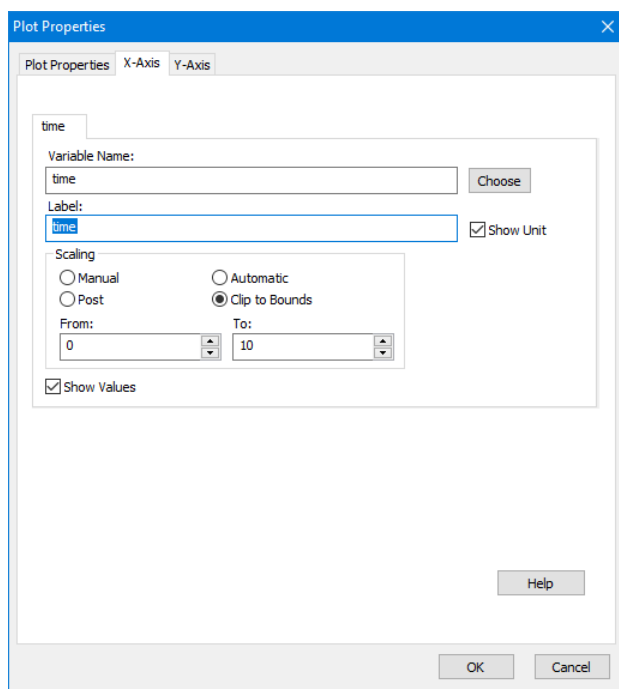 Plot Properties
Plot Properties X-Axis Y-Axis
time
Variable Name:
time Choose
Label:
time Show Unit
Scaling
Manual Automatic
Post Clip to Bounds
From: To:
0 10
Show Values
Help
OK Cancel